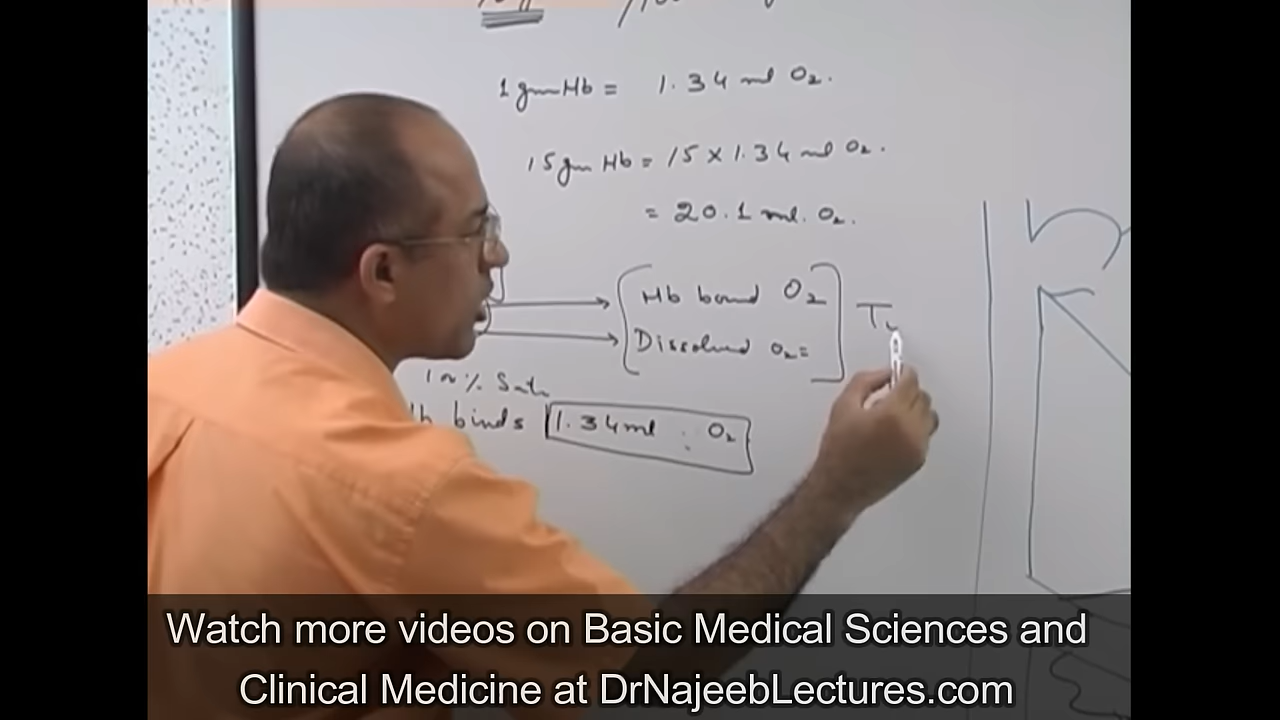 1 gm Hb = 1.34 ml O₂.
15 gm Hb = 15 × 1.34 ml O₂.
= 20.1 ml. O₂.
Hb bound O₂
Dissolved O₂ =
T
binds 1.34 ml O₂
Watch more videos on Basic Medical Sciences and
Clinical Medicine at DrNajeebLectures.com